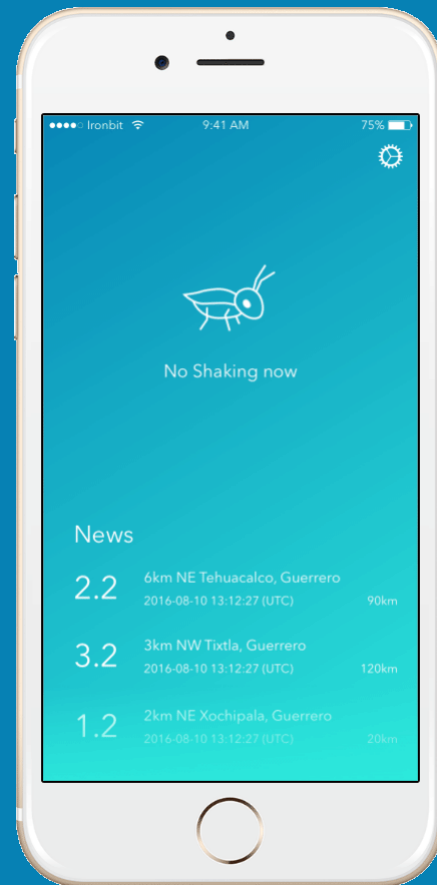 Ironbit 9:41 AM 75%
No Shaking now
News
2.2 6km NE Tehuacalco, Guerrero
2016-08-10 13:12:27 (UTC) 90km
3.2 3km NW Tixtla, Guerrero
2016-08-10 13:12:27 (UTC) 120km
1.2 2km NE Xochipala, Guerrero
2016-08-10 13:12:27 (UTC) 20km